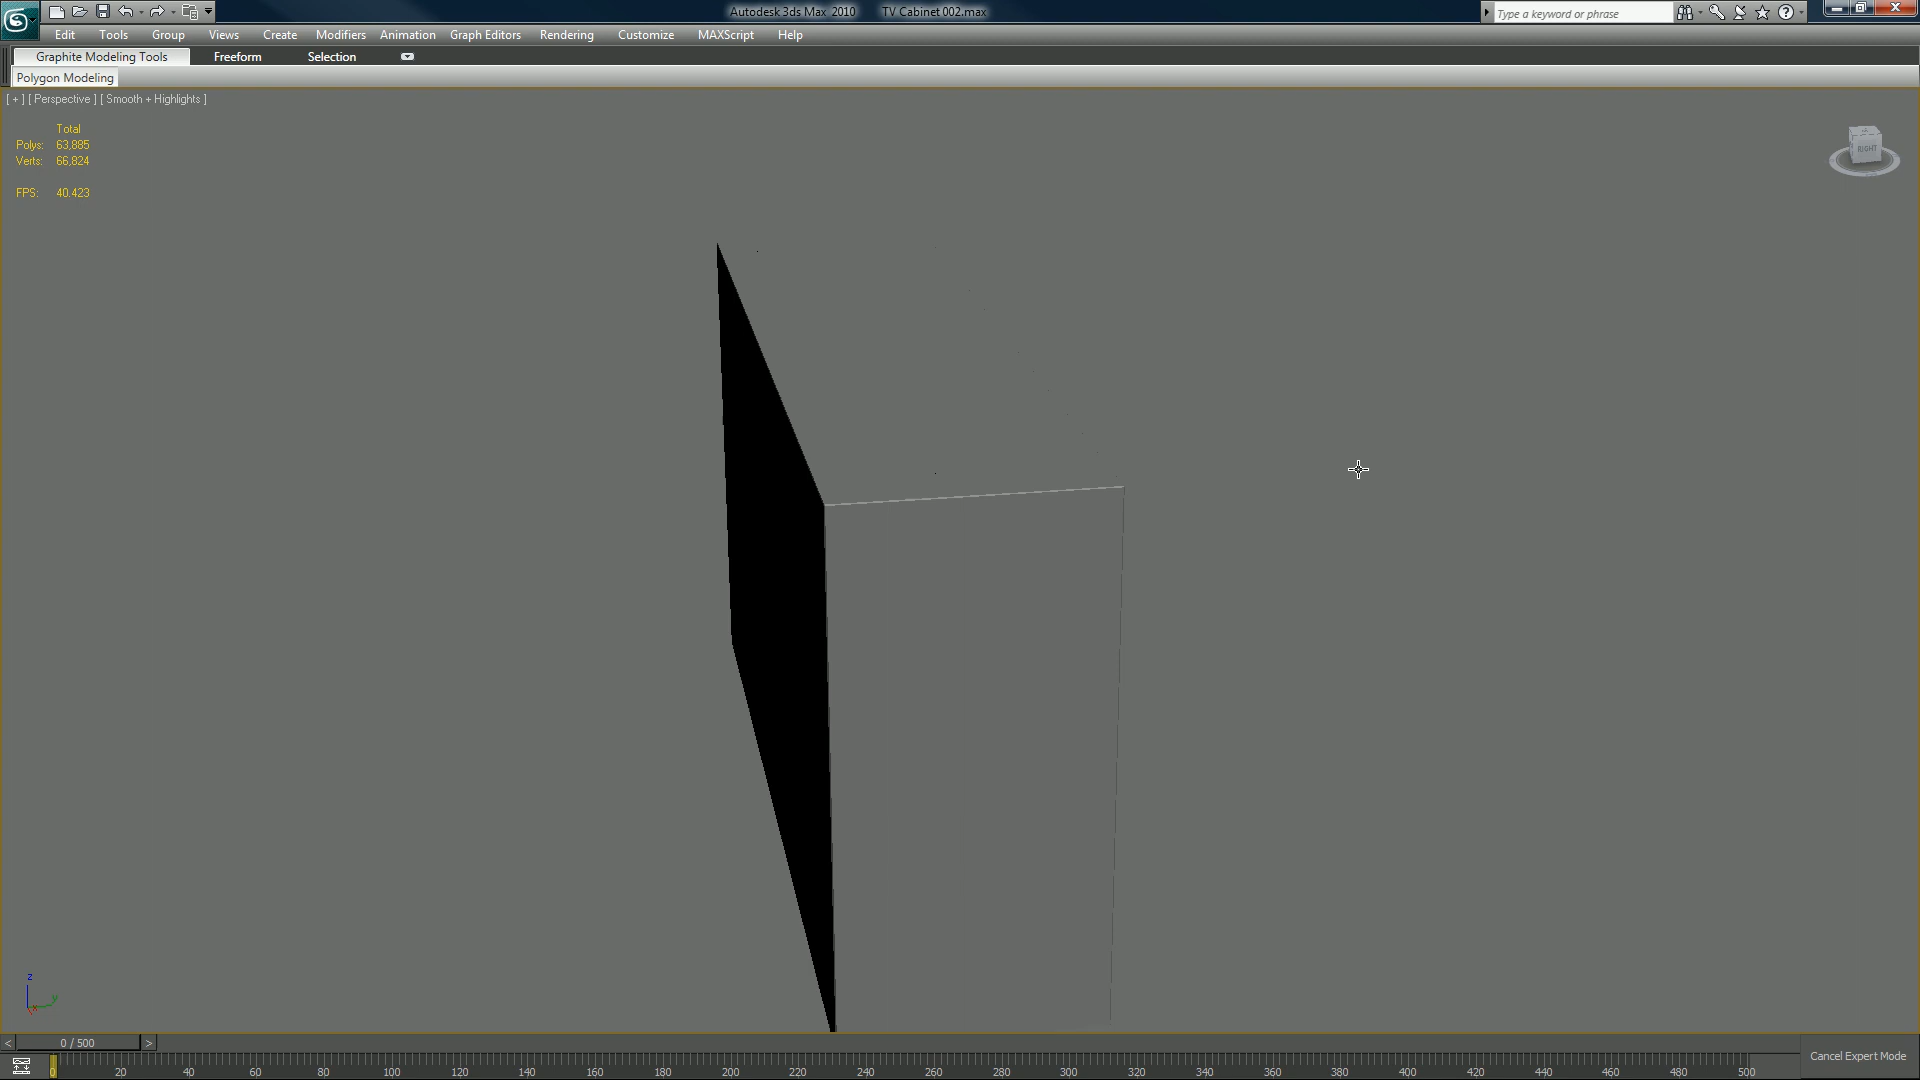 Autodesk 3ds Max 2010 TV Cabinet 002.max
Type a keyword or phrase
Edit Tools Group Views Create Modifiers Animation Graph Editors Rendering Customize MAXScript Help
Graphite Modeling Tools Freeform Selection
Polygon Modeling
[ + ] [ Perspective ] [ Smooth + Highlights ]
Total
Polys: 63,885
Verts: 66,824
FPS: 40.423
RIGHT
z
y
x
< 0 / 500 >
Cancel Expert Mode
0 20 40 60 80 100 120 140 160 180 200 220 240 260 280 300 320 340 360 380 400 420 440 460 480 500